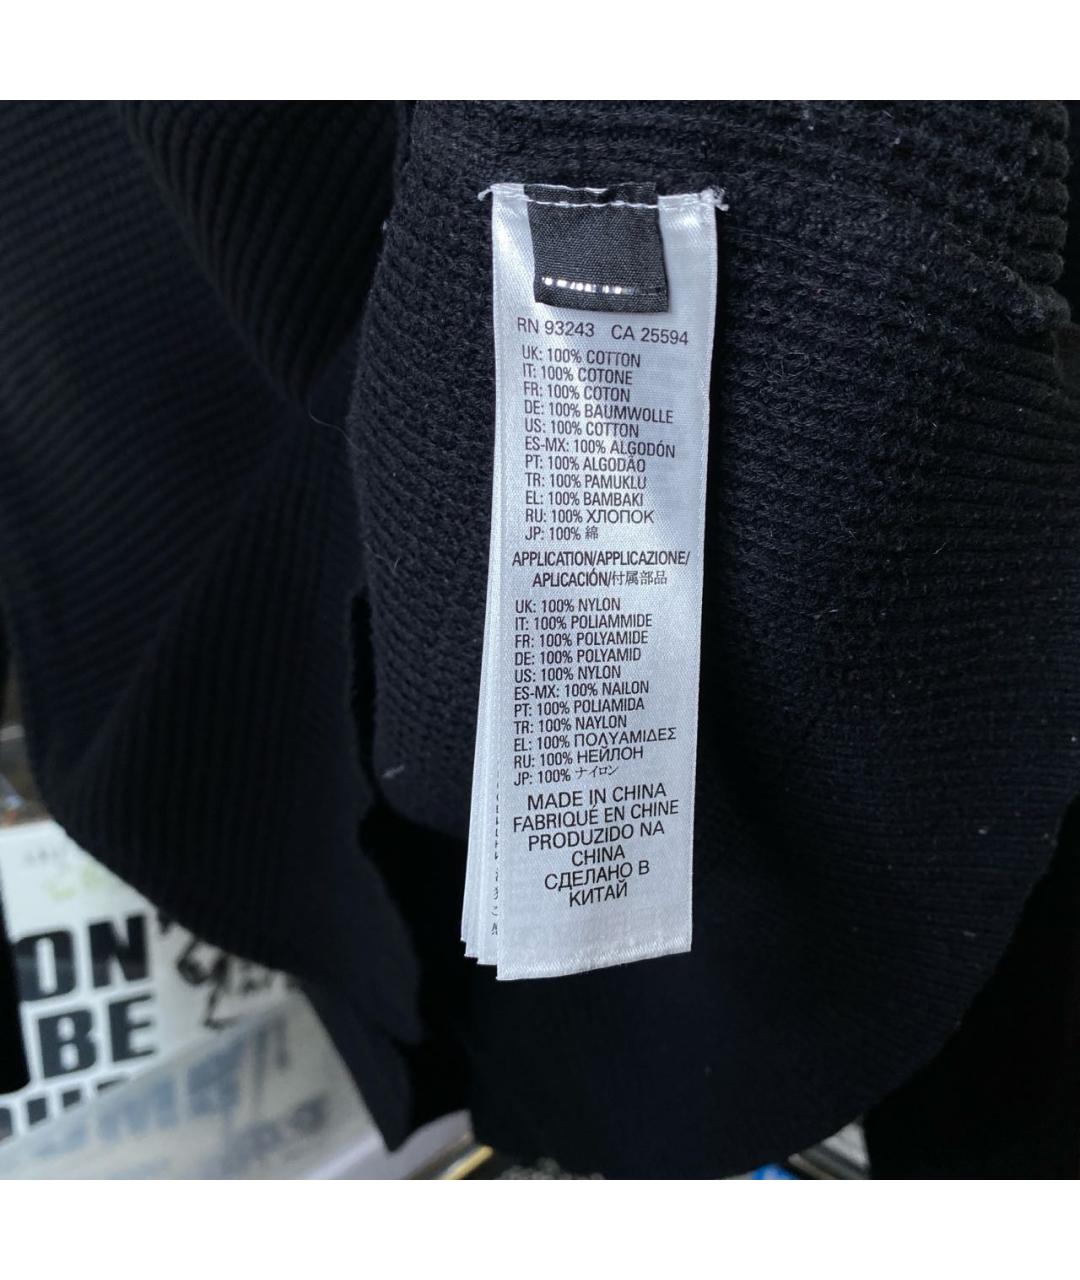 RN 93243 CA 25594
UK: 100% COTTON
IT: 100% COTONE
FR: 100% COTON
DE: 100% BAUMWOLLE
US: 100% COTTON
ES-MX: 100% ALGODÓN
PT: 100% ALGODÃO
TR: 100% PAMUKLU
EL: 100% BAMBAKI
RU: 100% ХЛОПОК
JP: 100% 綿
APPLICATION/APPLICAZIONE/
APLICACIÓN/付属部品
UK: 100% NYLON
IT: 100% POLIAMMIDE
FR: 100% POLYAMIDE
DE: 100% POLYAMID
US: 100% NYLON
ES-MX: 100% NAILON
PT: 100% POLIAMIDA
TR: 100% NAYLON
EL: 100% ΠΟΛΥΑΜΙΔΕΣ
RU: 100% НЕЙЛОН
JP: 100% ナイロン
MADE IN CHINA
FABRIQUÉ EN CHINE
PRODUZIDO NA
CHINA
СДЕЛАНО В
КИТАЙ
ON
BE